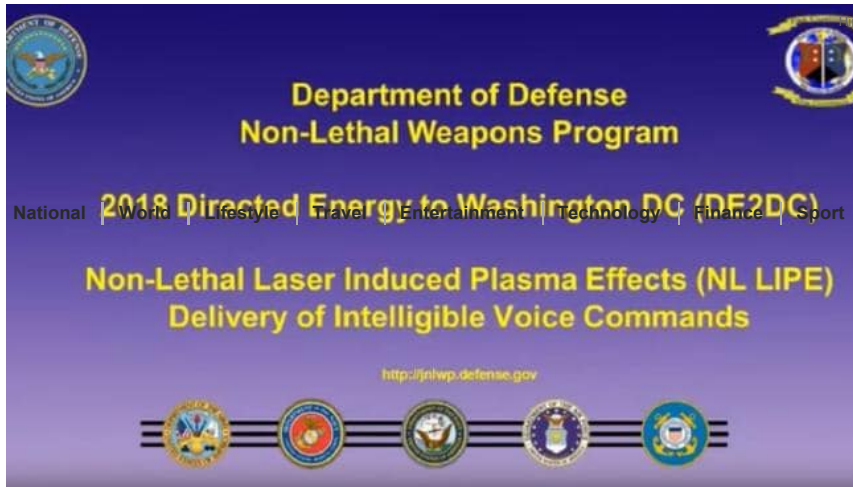 Department of Defense
Non-Lethal Weapons Program
2018 Directed Energy to Washington DC (DE2DC)
National | World | Lifestyle | Travel | Entertainment | Technology | Finance | Sport
Non-Lethal Laser Induced Plasma Effects (NL LIPE)
Delivery of Intelligible Voice Commands
http://jnlwp.defense.gov